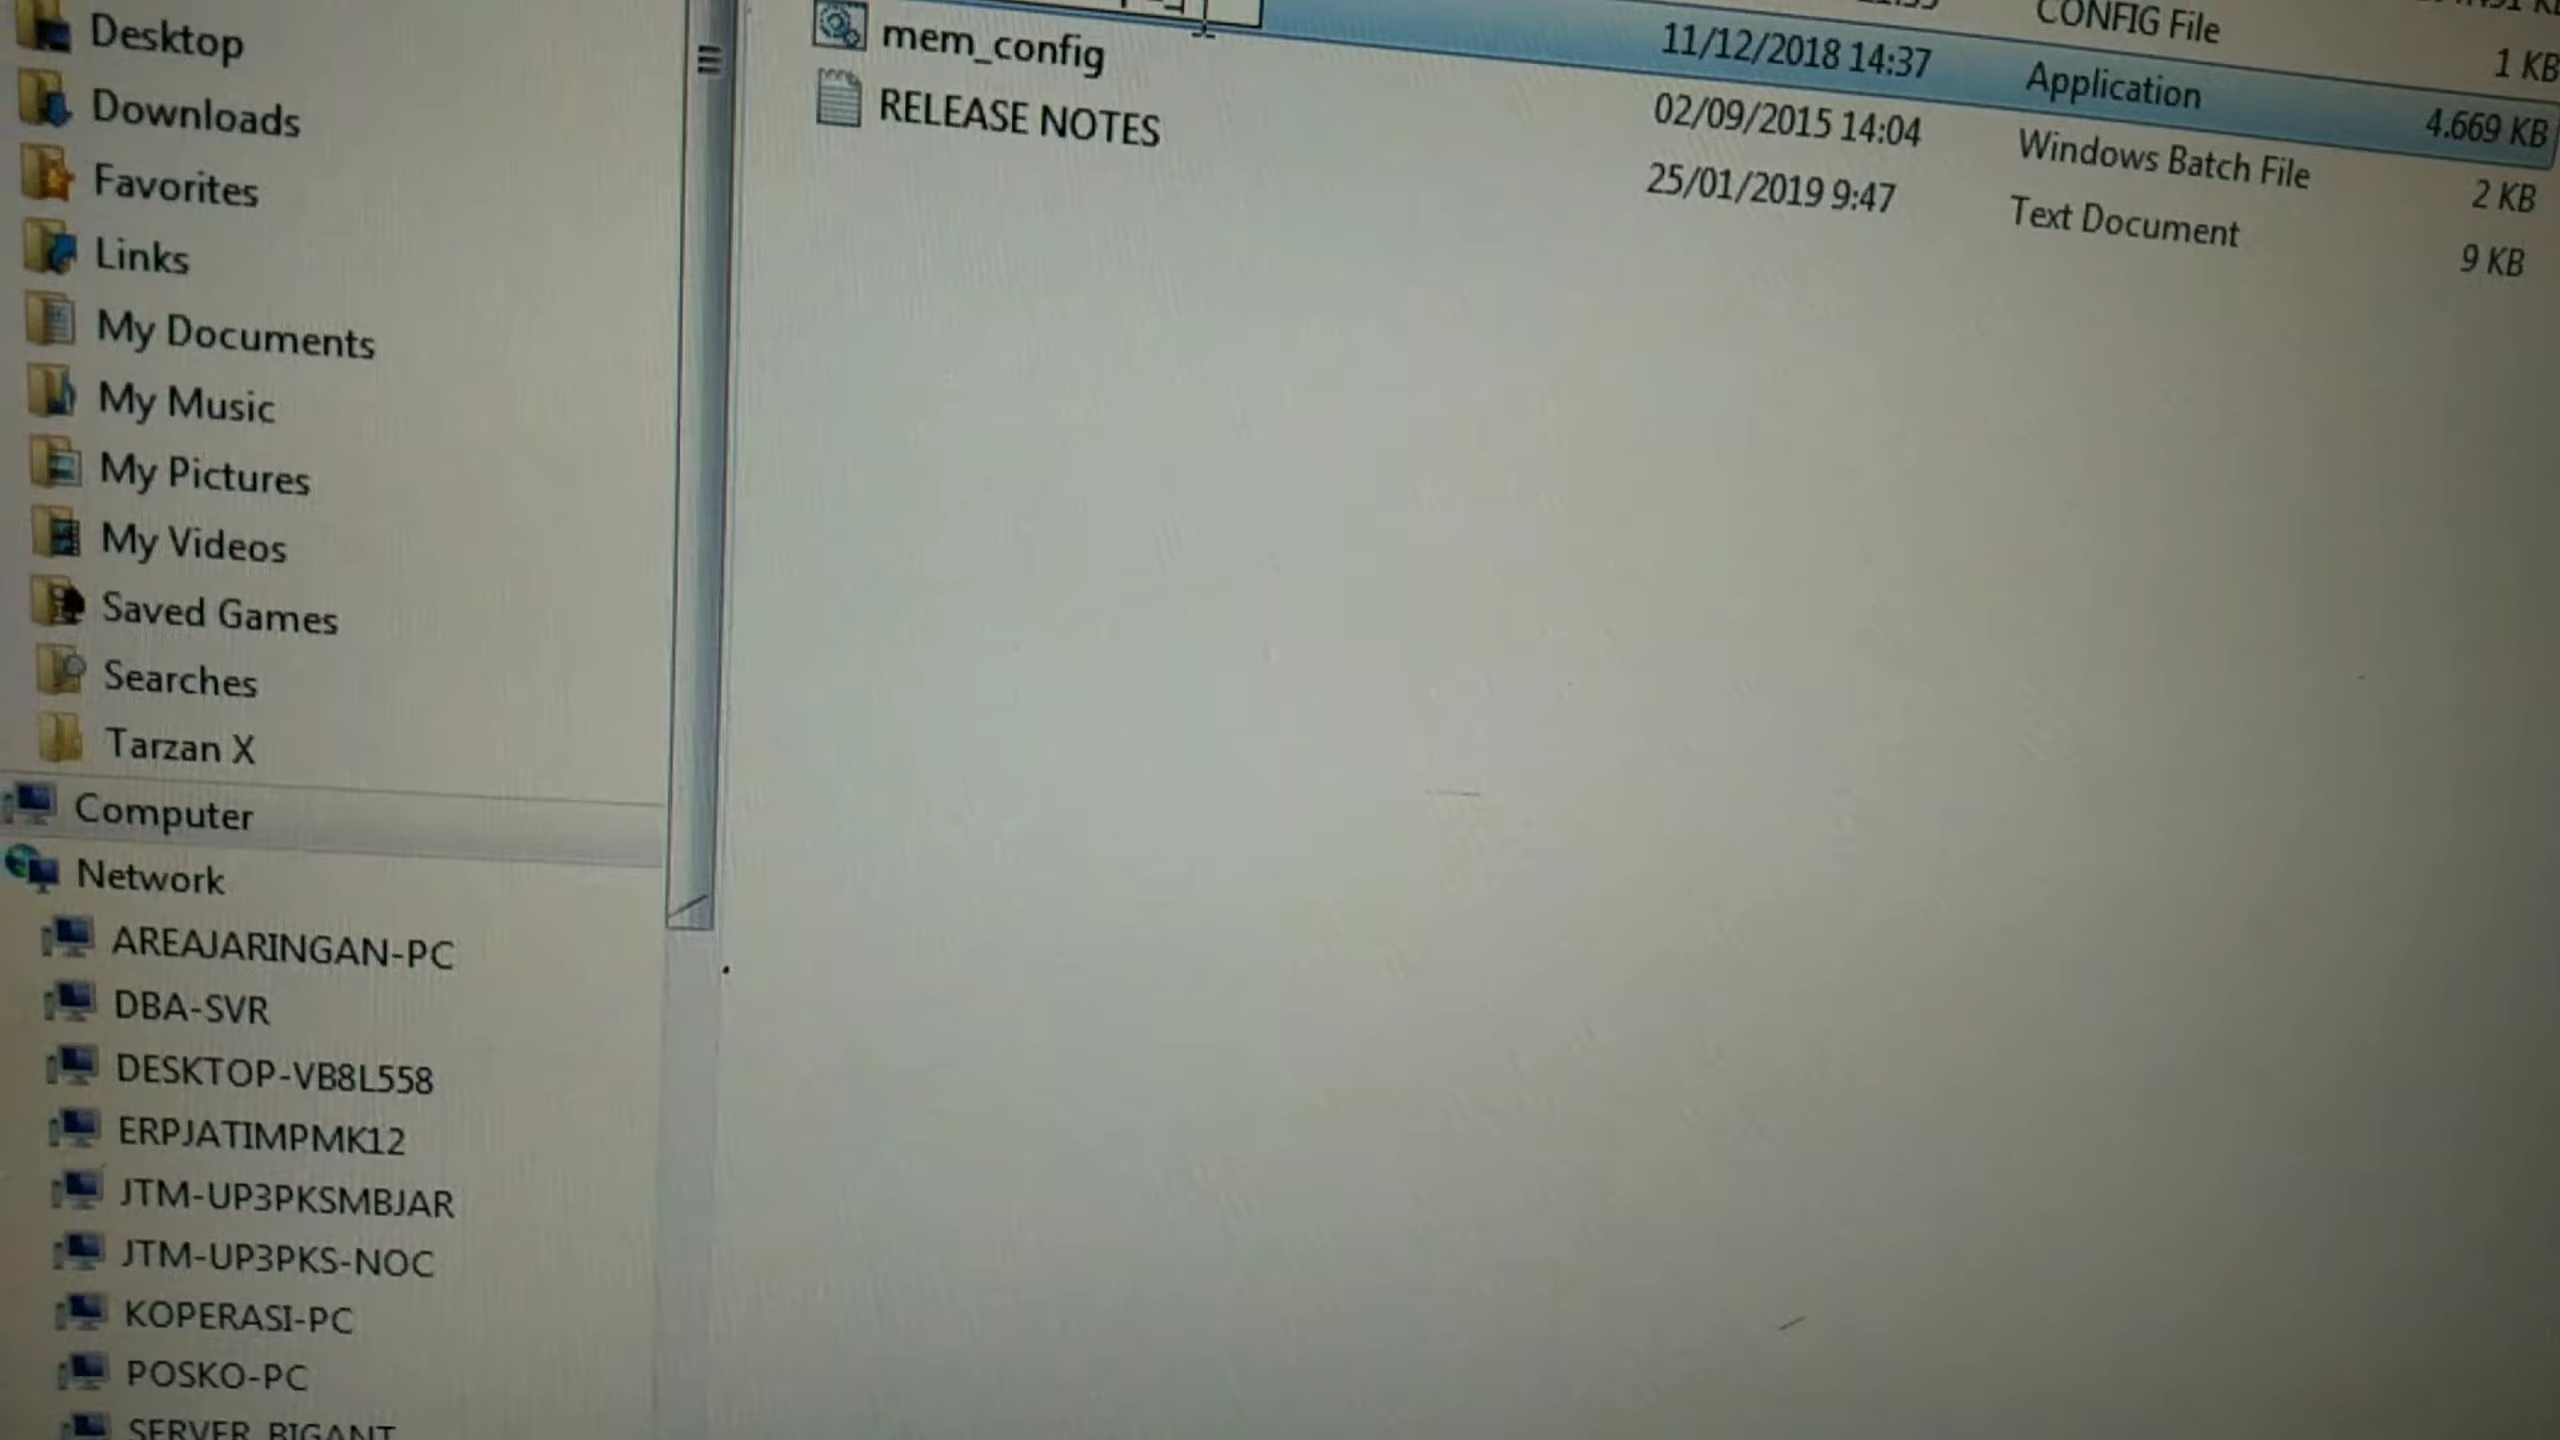 Desktop
Downloads
Favorites
Links
My Documents
My Music
My Pictures
My Videos
Saved Games
Searches
Tarzan X
Computer
Network
AREAJARINGAN-PC
DBA-SVR
DESKTOP-VB8L558
ERPJATIMPMK12
JTM-UP3PKSMBJAR
JTM-UP3PKS-NOC
KOPERASI-PC
POSKO-PC
SERVER BIGANT
CONFIG File 1 KB
11/12/2018 14:37 Application 4.669 KB
mem_config 02/09/2015 14:04 Windows Batch File 2 KB
RELEASE NOTES 25/01/2019 9:47 Text Document 9 KB